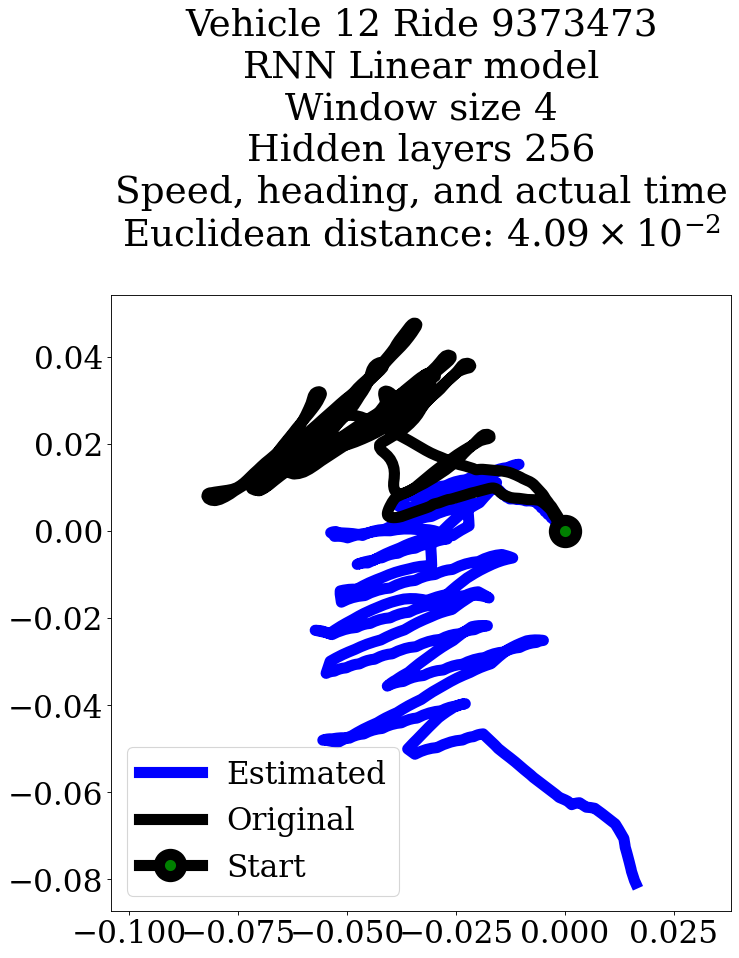 Vehicle 12 Ride 9373473
RNN Linear model
Window size 4
Hidden layers 256
Speed, heading, and actual time
Euclidean distance: 4.09 × 10⁻²
0.04
0.02
0.00
−0.02
−0.04
−0.06
−0.08
Estimated
Original
Start
−0.100 −0.075 −0.050 −0.025 0.000 0.025